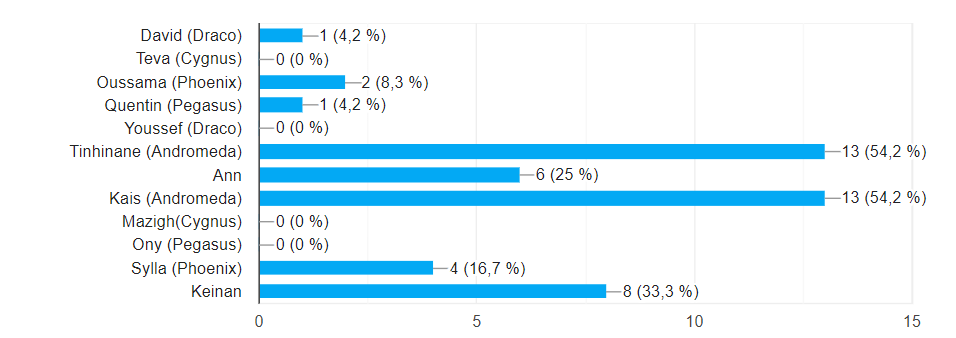 David (Draco) 1 (4,2 %)
Teva (Cygnus) 0 (0 %)
Oussama (Phoenix) 2 (8,3 %)
Quentin (Pegasus) 1 (4,2 %)
Youssef (Draco) 0 (0 %)
Tinhinane (Andromeda) 13 (54,2 %)
Ann 6 (25 %)
Kais (Andromeda) 13 (54,2 %)
Mazigh(Cygnus) 0 (0 %)
Ony (Pegasus) 0 (0 %)
Sylla (Phoenix) 4 (16,7 %)
Keinan 8 (33,3 %)
0 5 10 15